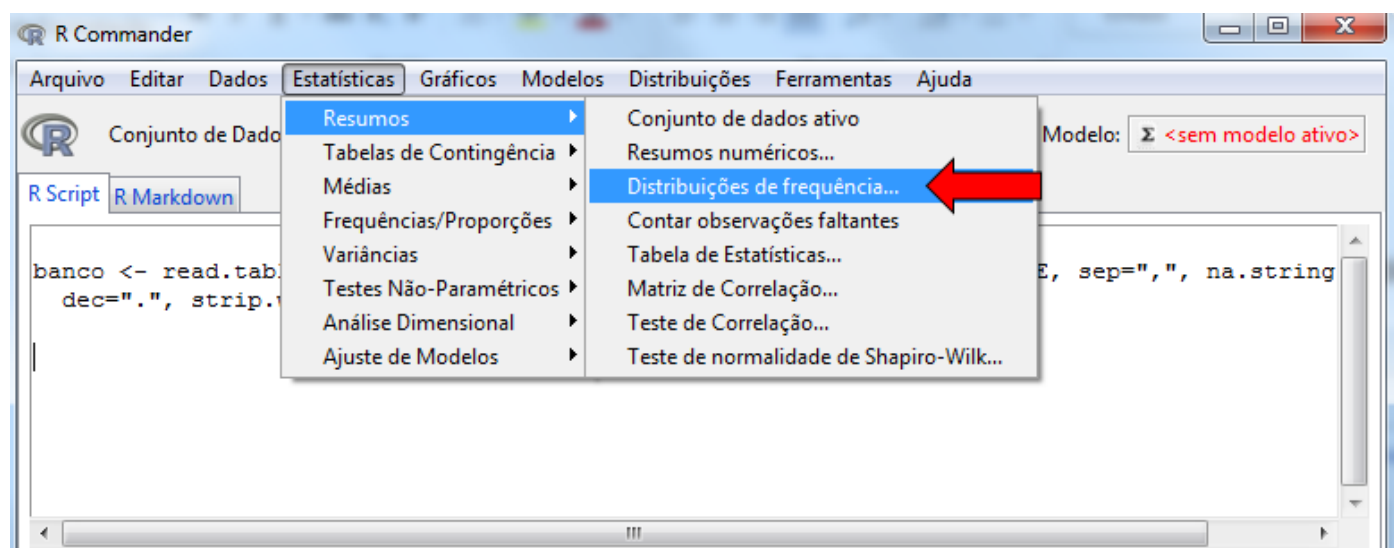 R Commander
Arquivo Editar Dados Estatísticas Gráficos Modelos Distribuições Ferramentas Ajuda
Conjunto de Dado
Modelo: Σ <sem modelo ativo>
R Script R Markdown
Resumos
Tabelas de Contingência
Médias
Frequências/Proporções
Variâncias
Testes Não-Paramétricos
Análise Dimensional
Ajuste de Modelos
Conjunto de dados ativo
Resumos numéricos...
Distribuições de frequência...
Contar observações faltantes
Tabela de Estatísticas...
Matriz de Correlação...
Teste de Correlação...
Teste de normalidade de Shapiro-Wilk...
banco <- read.tab E, sep=",", na.string
dec=".", strip.